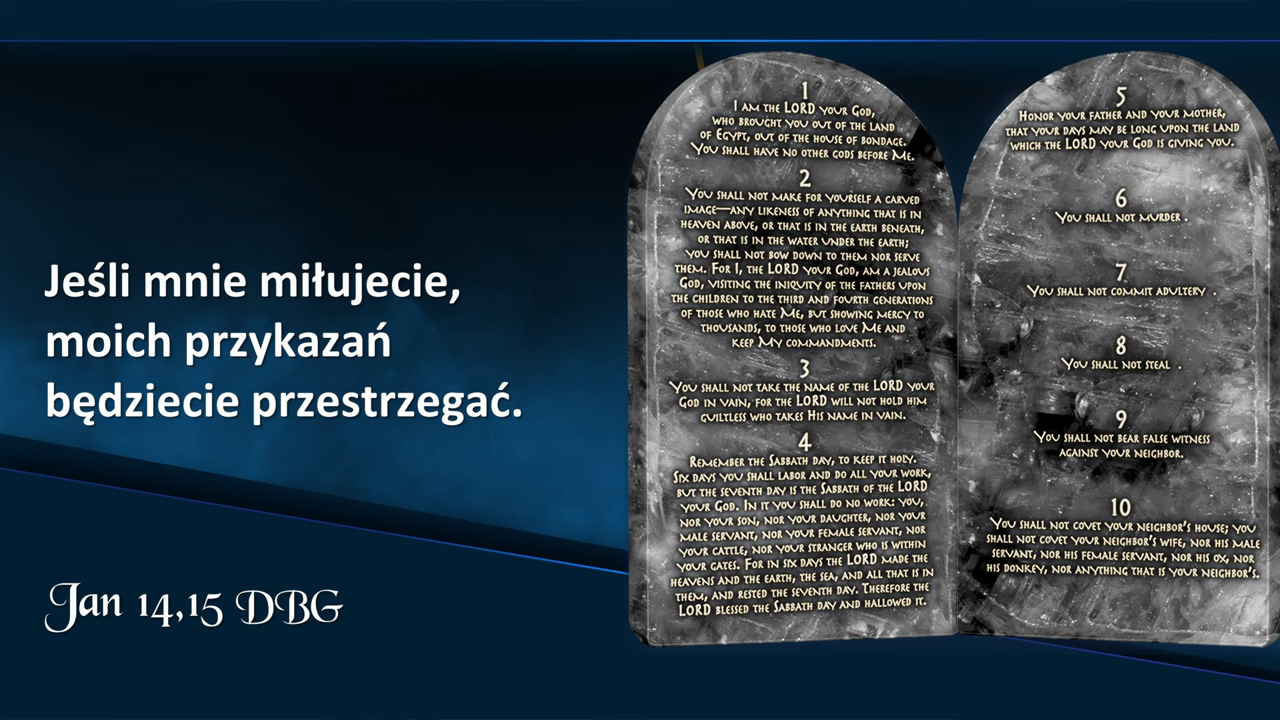 Jeśli mnie miłujecie,
moich przykazań
będziecie przestrzegać.
Jan 14,15 DBG
1
I AM THE LORD YOUR GOD,
WHO BROUGHT YOU OUT OF THE LAND
OF EGYPT, OUT OF THE HOUSE OF BONDAGE.
YOU SHALL HAVE NO OTHER GODS BEFORE ME.
2
YOU SHALL NOT MAKE FOR YOURSELF A CARVED
IMAGE—ANY LIKENESS OF ANYTHING THAT IS IN
HEAVEN ABOVE, OR THAT IS IN THE EARTH BENEATH,
OR THAT IS IN THE WATER UNDER THE EARTH;
YOU SHALL NOT BOW DOWN TO THEM NOR SERVE
THEM. FOR I, THE LORD YOUR GOD, AM A JEALOUS
GOD, VISITING THE INIQUITY OF THE FATHERS UPON
THE CHILDREN TO THE THIRD AND FOURTH GENERATIONS
OF THOSE WHO HATE ME, BUT SHOWING MERCY TO
THOUSANDS, TO THOSE WHO LOVE ME AND
KEEP MY COMMANDMENTS.
3
YOU SHALL NOT TAKE THE NAME OF THE LORD YOUR
GOD IN VAIN, FOR THE LORD WILL NOT HOLD HIM
GUILTLESS WHO TAKES HIS NAME IN VAIN.
4
REMEMBER THE SABBATH DAY, TO KEEP IT HOLY.
SIX DAYS YOU SHALL LABOR AND DO ALL YOUR WORK,
BUT THE SEVENTH DAY IS THE SABBATH OF THE LORD
YOUR GOD. IN IT YOU SHALL DO NO WORK: YOU,
NOR YOUR SON, NOR YOUR DAUGHTER, NOR YOUR
MALE SERVANT, NOR YOUR FEMALE SERVANT, NOR
YOUR CATTLE, NOR YOUR STRANGER WHO IS WITHIN
YOUR GATES. FOR IN SIX DAYS THE LORD MADE THE
HEAVENS AND THE EARTH, THE SEA, AND ALL THAT IS IN
THEM, AND RESTED THE SEVENTH DAY. THEREFORE THE
LORD BLESSED THE SABBATH DAY AND HALLOWED IT.
5
HONOR YOUR FATHER AND YOUR MOTHER,
THAT YOUR DAYS MAY BE LONG UPON THE LAND
WHICH THE LORD YOUR GOD IS GIVING YOU.
6
YOU SHALL NOT MURDER .
7
YOU SHALL NOT COMMIT ADULTERY .
8
YOU SHALL NOT STEAL .
9
YOU SHALL NOT BEAR FALSE WITNESS
AGAINST YOUR NEIGHBOR.
10
YOU SHALL NOT COVET YOUR NEIGHBOR'S HOUSE; YOU
SHALL NOT COVET YOUR NEIGHBOR'S WIFE, NOR HIS MALE
SERVANT, NOR HIS FEMALE SERVANT, NOR HIS OX, NOR
HIS DONKEY, NOR ANYTHING THAT IS YOUR NEIGHBOR'S.